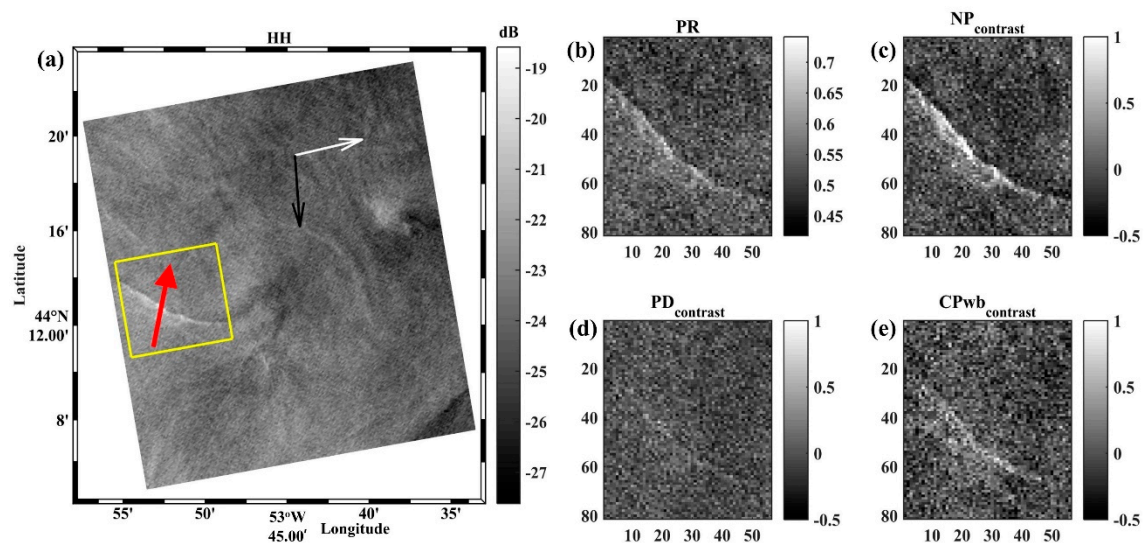 (a)
HH
dB
-19
-20
-21
-22
-23
-24
-25
-26
-27
20'
16'
44°N
12.00'
8'
Latitude
55'
50'
53°W
45.00'
40'
35'
Longitude
(b)
PR
20
40
60
80
10 20 30 40 50
0.7
0.65
0.6
0.55
0.5
0.45
(c)
NPcontrast
20
40
60
80
10 20 30 40 50
1
0.5
0
-0.5
(d)
PDcontrast
20
40
60
80
10 20 30 40 50
1
0.5
0
-0.5
(e)
CPwbcontrast
20
40
60
80
10 20 30 40 50
1
0.5
0
-0.5